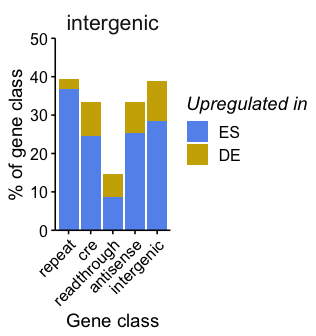 intergenic
% of gene class
50
40
30
20
10
0
repeat
cre
readthrough
antisense
intergenic
Gene class
Upregulated in
ES
DE